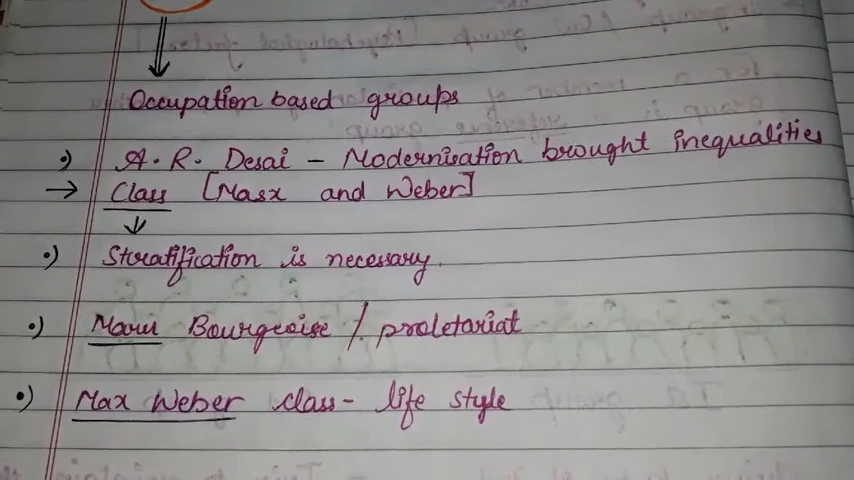 Occupation based groups
•) A. R. Desai - Modernisation brought inequalities
→ Class [Marx and Weber]
•) Stratification is necessary.
•) Marx Bourgeoise / proletariat
•) Max Weber class - life style